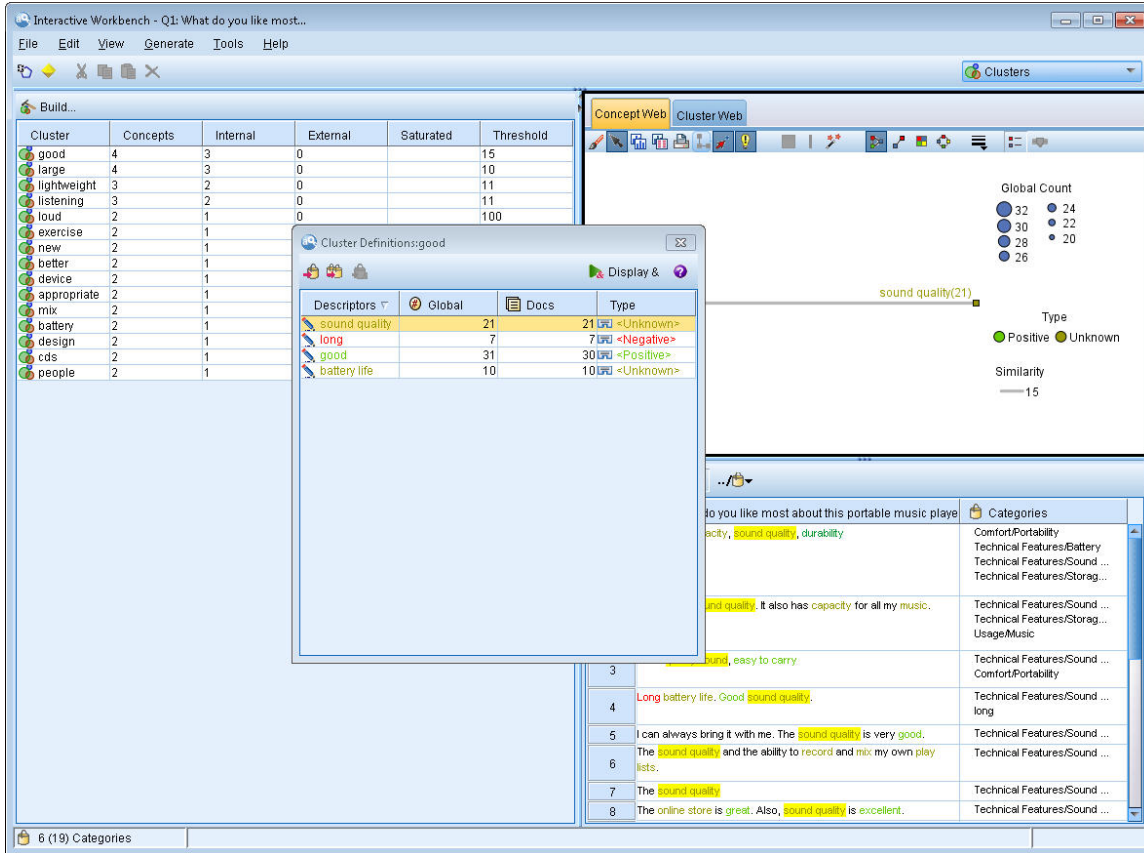 Interactive Workbench - Q1: What do you like most...
File Edit View Generate Tools Help
Clusters
Build...
Cluster Concepts Internal External Saturated Threshold
good 4 3 0 15
large 4 3 0 10
lightweight 3 2 0 11
listening 3 2 0 11
loud 2 1 0 100
exercise 2 1
new 2 1
better 2 1
device 2 1
appropriate 2 1
mix 2 1
battery 2 1
design 2 1
cds 2 1
people 2 1
Cluster Definitions:good
Display &
Descriptors Global Docs Type
sound quality 21 21 <Unknown>
long 7 7 <Negative>
good 31 30 <Positive>
battery life 10 10 <Unknown>
Concept Web Cluster Web
Global Count
32 24
30 22
28 20
26
sound quality(21)
Type
Positive Unknown
Similarity
15
../
do you like most about this portable music playe Categories
acity, sound quality, durability
Comfort/Portability
Technical Features/Battery
Technical Features/Sound ...
Technical Features/Storag...
und quality. It also has capacity for all my music.
Technical Features/Sound ...
Technical Features/Storag...
Usage/Music
3 ound, easy to carry
Technical Features/Sound ...
Comfort/Portability
4 Long battery life. Good sound quality.
Technical Features/Sound ...
long
5 I can always bring it with me. The sound quality is very good. Technical Features/Sound ...
6 The sound quality and the ability to record and mix my own play
lists.
Technical Features/Sound ...
7 The sound quality Technical Features/Sound ...
8 The online store is great. Also, sound quality is excellent. Technical Features/Sound ...
6 (19) Categories